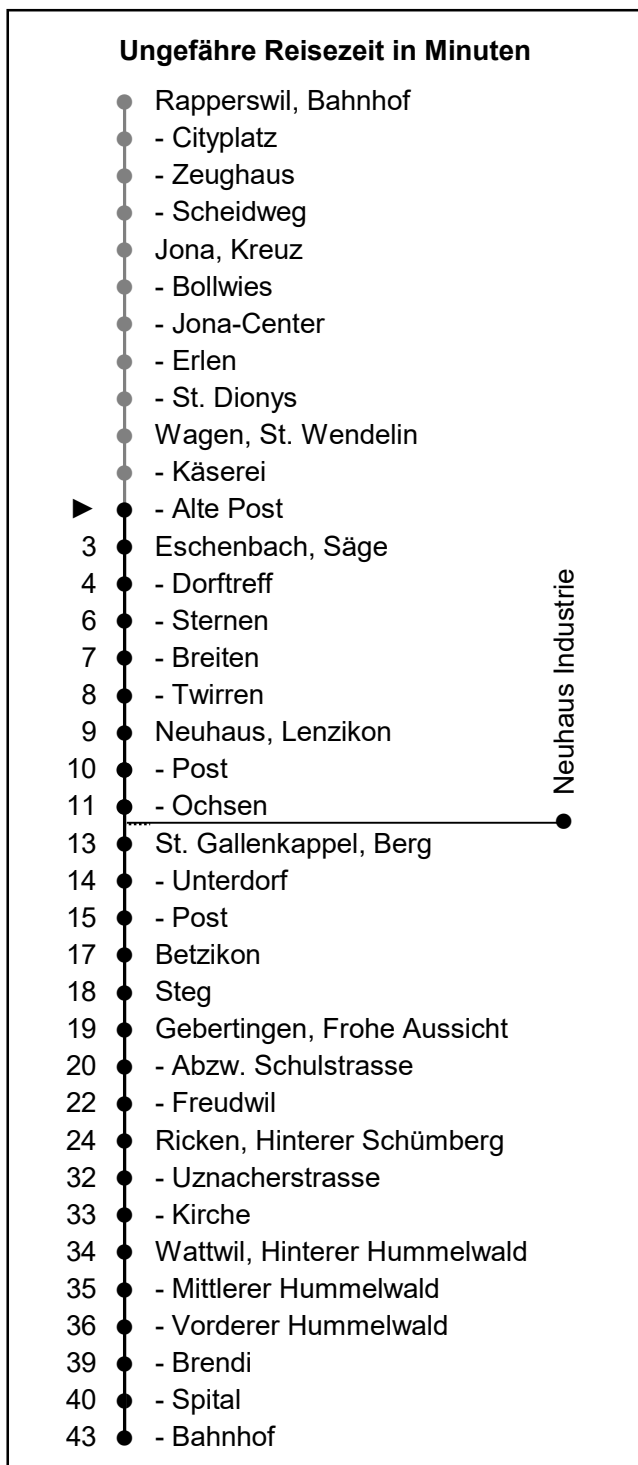 Ungefähre Reisezeit in Minuten
Rapperswil, Bahnhof
- Cityplatz
- Zeughaus
- Scheidweg
Jona, Kreuz
- Bollwies
- Jona-Center
- Erlen
- St. Dionys
Wagen, St. Wendelin
- Käserei
- Alte Post
3 Eschenbach, Säge
4 - Dorftreff
6 - Sternen
7 - Breiten
8 - Twirren
9 Neuhaus, Lenzikon
10 - Post
11 - Ochsen
Neuhaus Industrie
13 St. Gallenkappel, Berg
14 - Unterdorf
15 - Post
17 Betzikon
18 Steg
19 Gebertingen, Frohe Aussicht
20 - Abzw. Schulstrasse
22 - Freudwil
24 Ricken, Hinterer Schümberg
32 - Uznacherstrasse
33 - Kirche
34 Wattwil, Hinterer Hummelwald
35 - Mittlerer Hummelwald
36 - Vorderer Hummelwald
39 - Brendi
40 - Spital
43 - Bahnhof